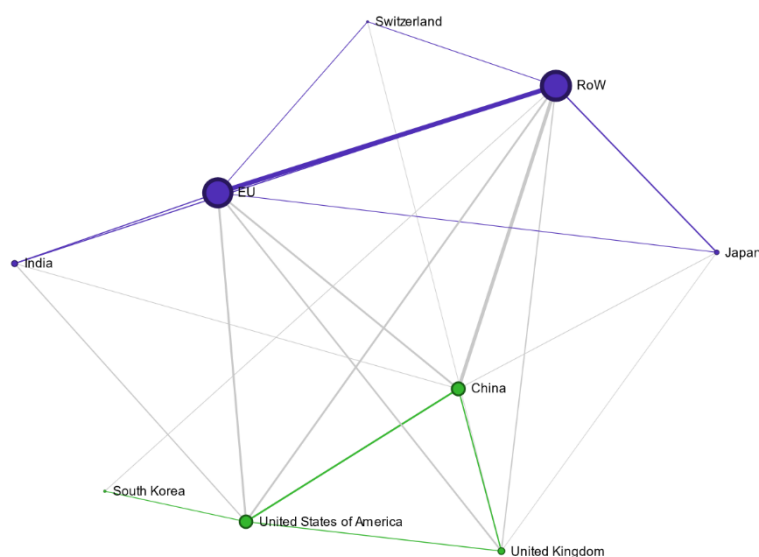 Switzerland
RoW
EU
Japan
India
China
South Korea
United States of America
United Kingdom